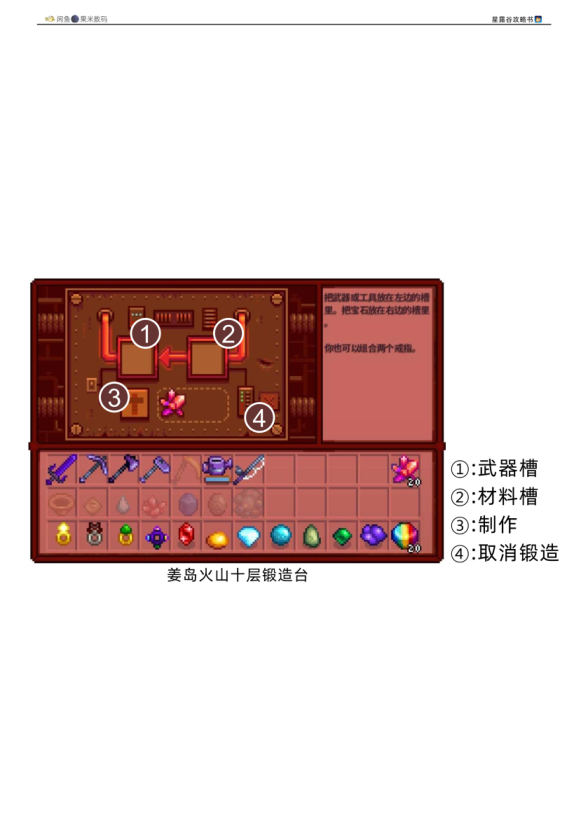 闲鱼 果米数码
星露谷攻略书
把武器或工具放在左边的槽
里。把宝石放在右边的槽里
。
你也可以组合两个戒指。
1
2
3
4
20
20
①:武器槽
②:材料槽
③:制作
④:取消锻造
姜岛火山十层锻造台